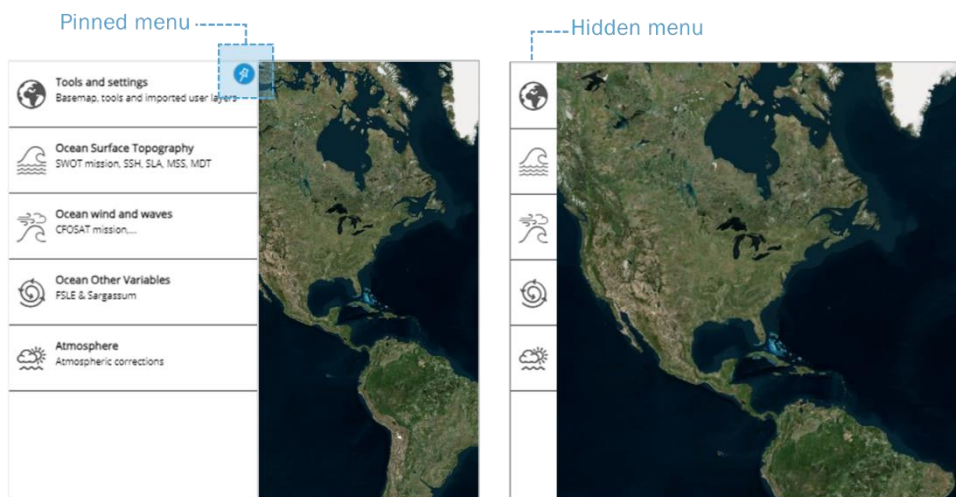 Pinned menu
Hidden menu
Tools and settings
Basemap, tools and imported user layers
Ocean Surface Topography
SWOT mission, SSH, SLA, MSS, MDT
Ocean wind and waves
CFOSAT mission,...
Ocean Other Variables
FSLE & Sargassum
Atmosphere
Atmospheric corrections